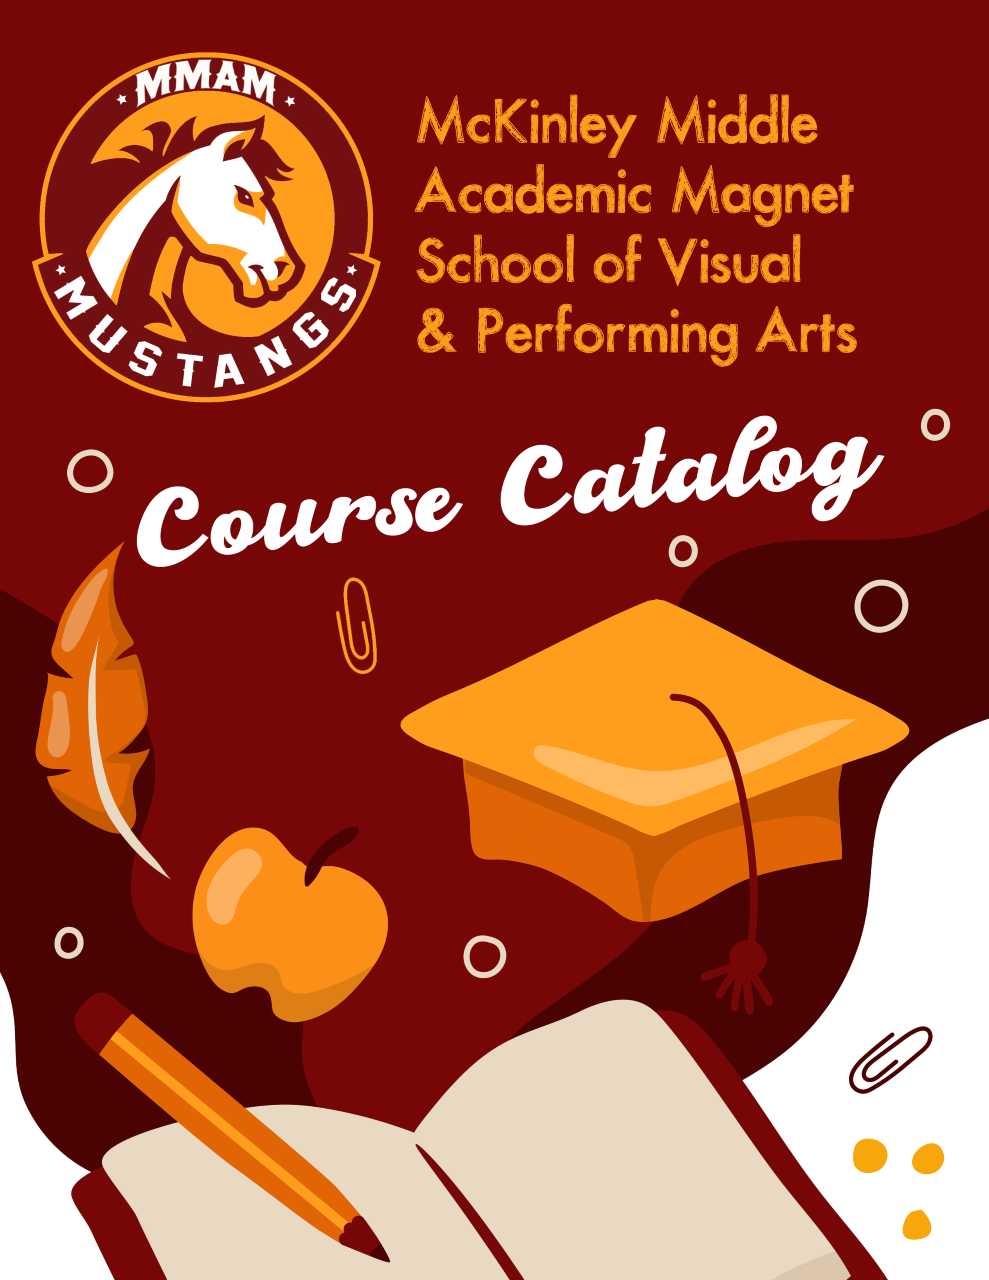 MMAM
MUSTANGS
McKinley Middle
Academic Magnet
School of Visual
& Performing Arts
Course Catalog